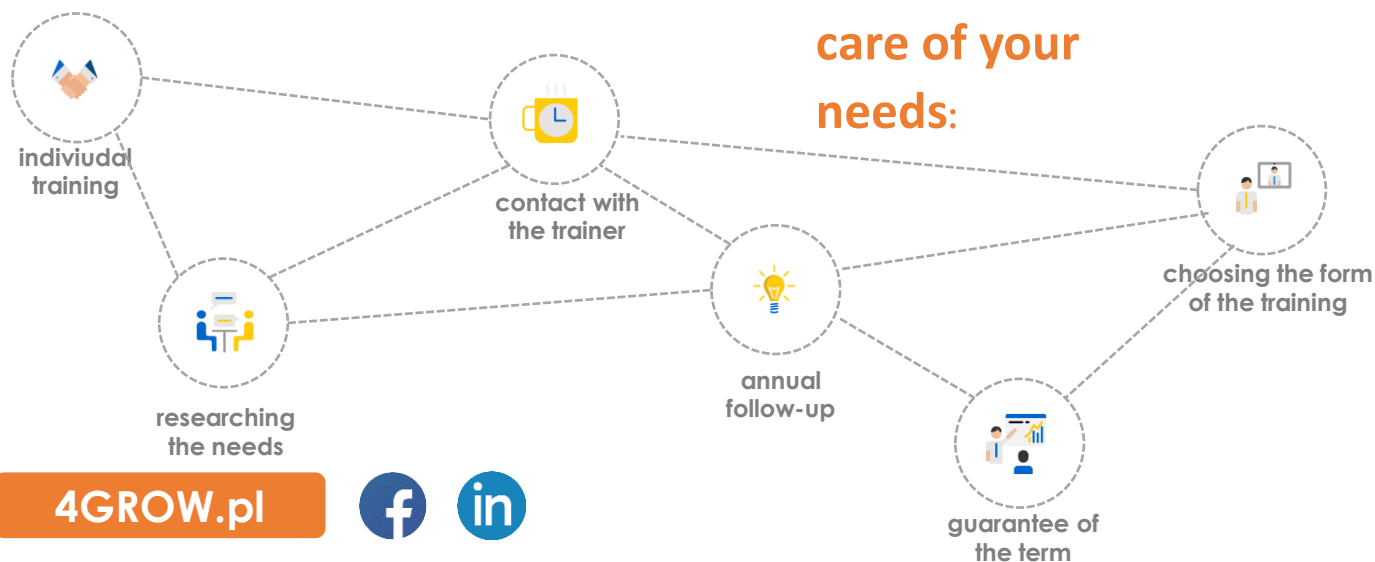 care of your
needs:
indiviudal
training
contact with
the trainer
choosing the form
of the training
annual
follow-up
researching
the needs
4GROW.pl
f
in
guarantee of
the term